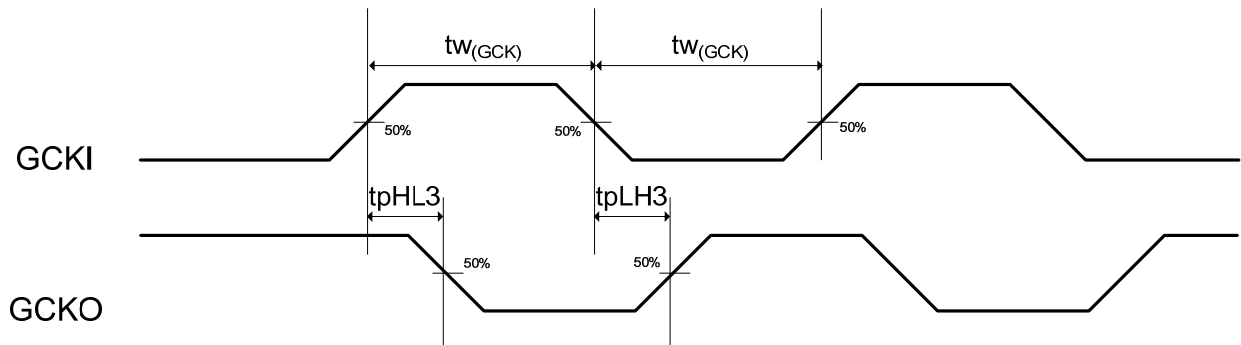 tw(GCK) tw(GCK)
50% 50% 50%
GCKI
tpHL3 tpLH3
50% 50%
GCKO